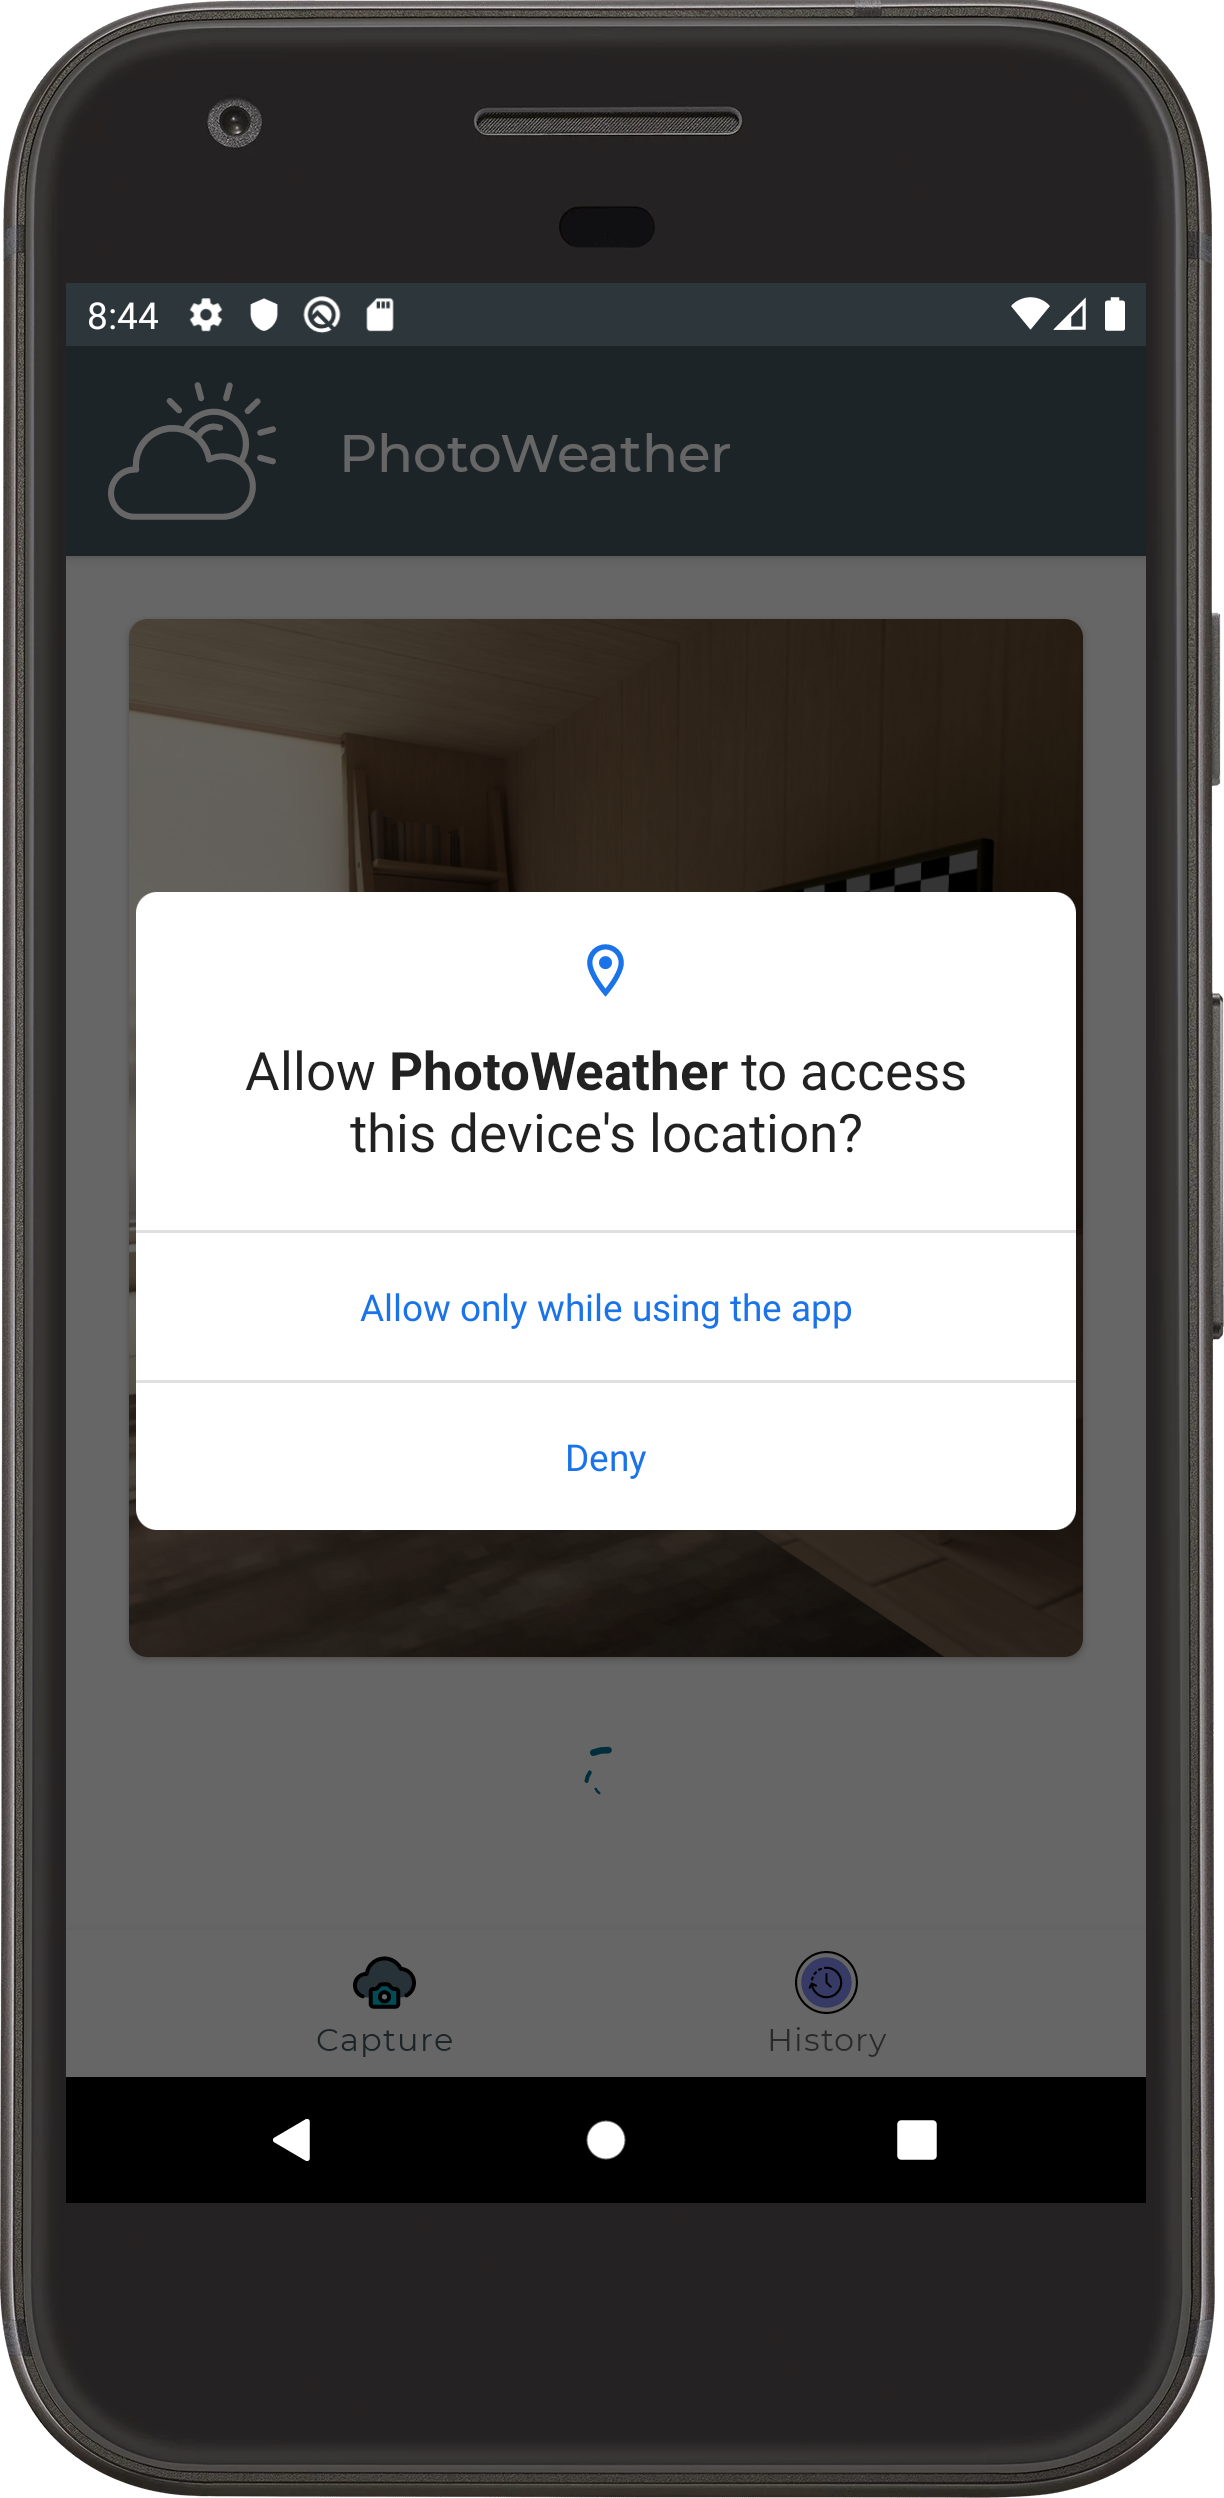 8:44
PhotoWeather
Allow PhotoWeather to access
this device's location?
Allow only while using the app
Deny
Capture
History